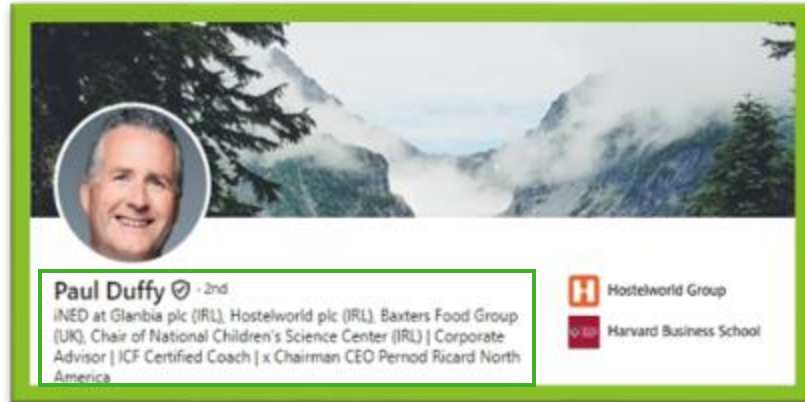 Paul Duffy · 2nd
iNED at Glanbia plc (IRL), Hostelworld plc (IRL), Baxters Food Group
(UK), Chair of National Children's Science Center (IRL) | Corporate
Advisor | ICF Certified Coach | x Chairman CEO Pernod Ricard North
America
Hostelworld Group
Harvard Business School